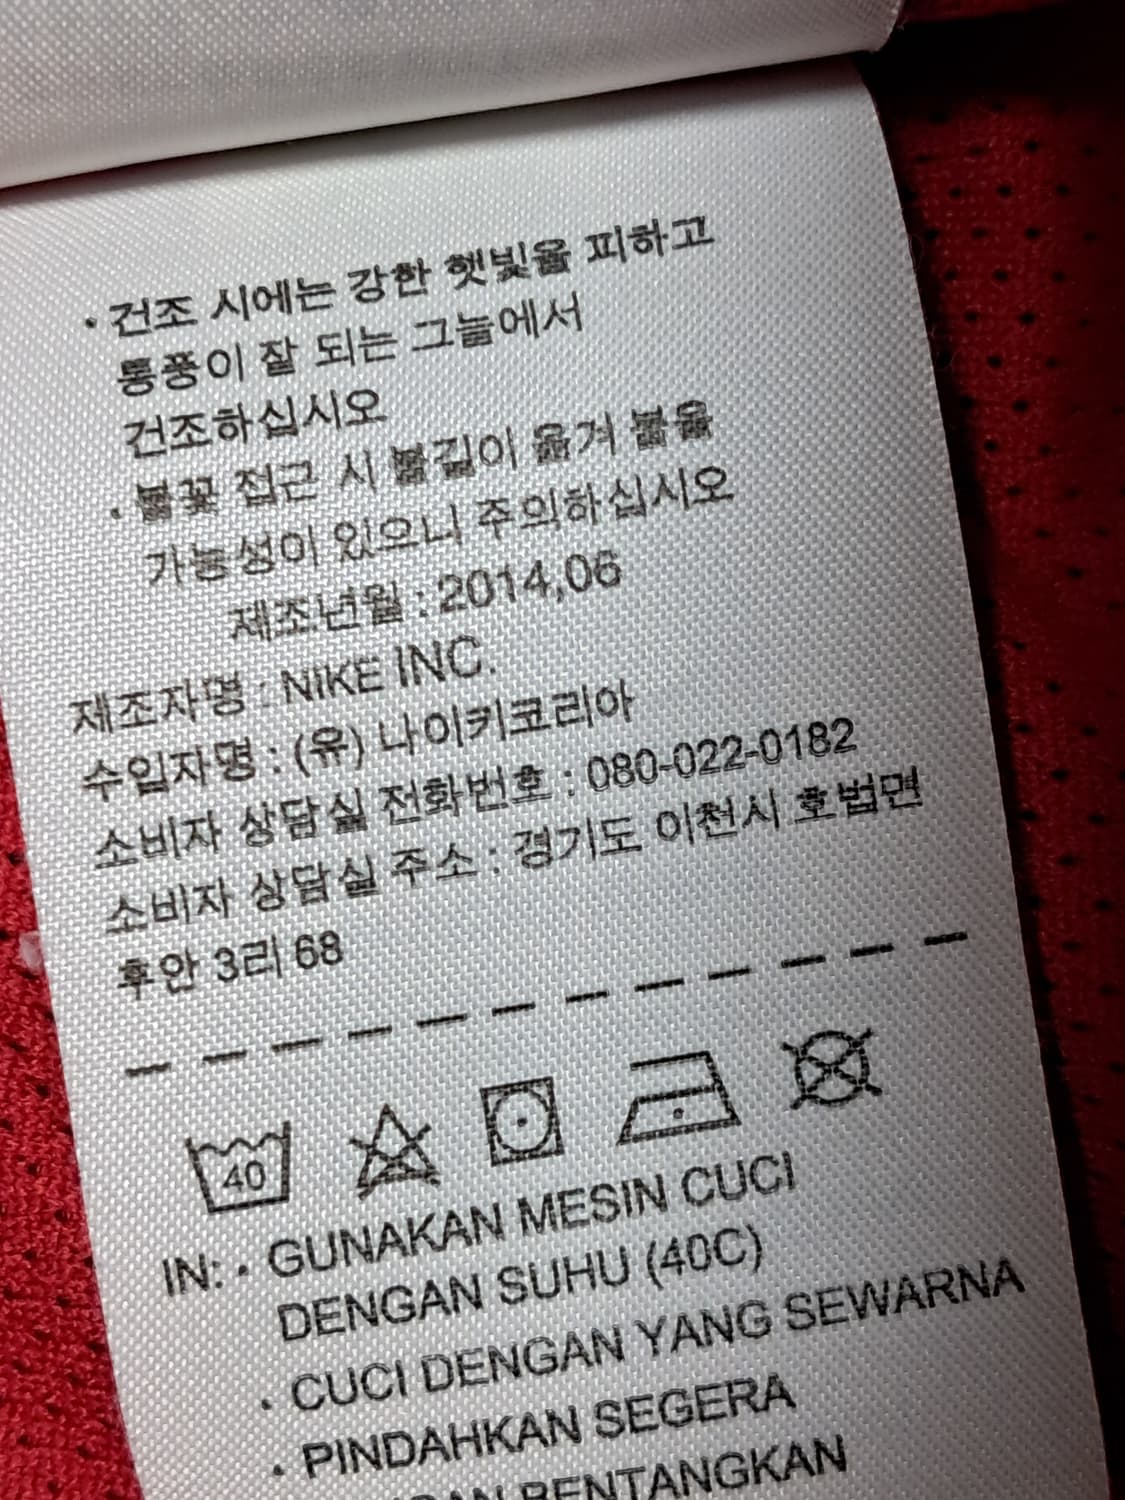 • 건조 시에는 강한 햇빛을 피하고
통풍이 잘 되는 그늘에서
건조하십시오
• 불꽃 접근 시 불길이 옮겨 붙을
가능성이 있으니 주의하십시오
제조년월 : 2014,06
제조자명 : NIKE INC.
수입자명 : (유) 나이키코리아
소비자 상담실 전화번호 : 080-022-0182
소비자 상담실 주소 : 경기도 이천시 호법면
후안 3리 68
40
IN: • GUNAKAN MESIN CUCI
DENGAN SUHU (40C)
• CUCI DENGAN YANG SEWARNA
• PINDAHKAN SEGERA
BENTANGKAN